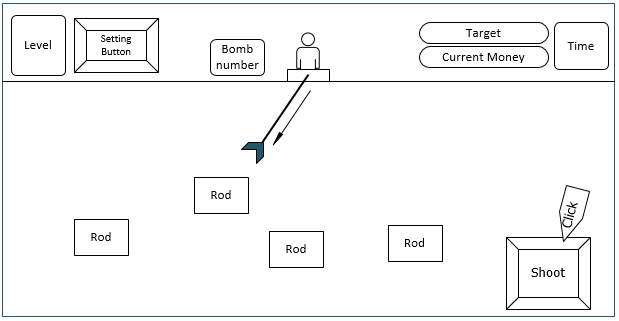 Level
Setting
Button
Bomb
number
Target
Current Money
Time
Rod
Rod
Rod
Rod
Click
Shoot